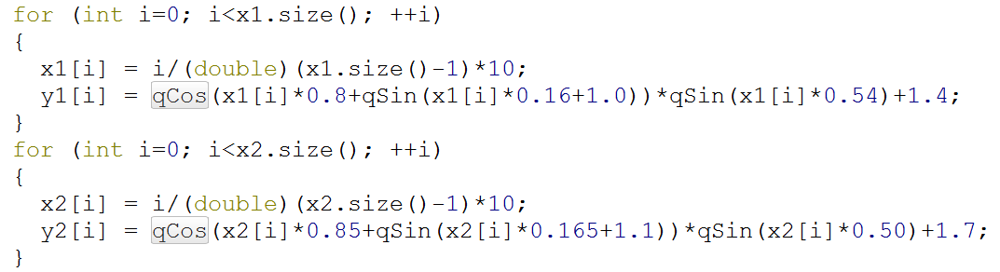 for (int i=0; i<x1.size(); ++i)
{
  x1[i] = i/(double)(x1.size()-1)*10;
  y1[i] = qCos(x1[i]*0.8+qSin(x1[i]*0.16+1.0))*qSin(x1[i]*0.54)+1.4;
}
for (int i=0; i<x2.size(); ++i)
{
  x2[i] = i/(double)(x2.size()-1)*10;
  y2[i] = qCos(x2[i]*0.85+qSin(x2[i]*0.165+1.1))*qSin(x2[i]*0.50)+1.7;
}